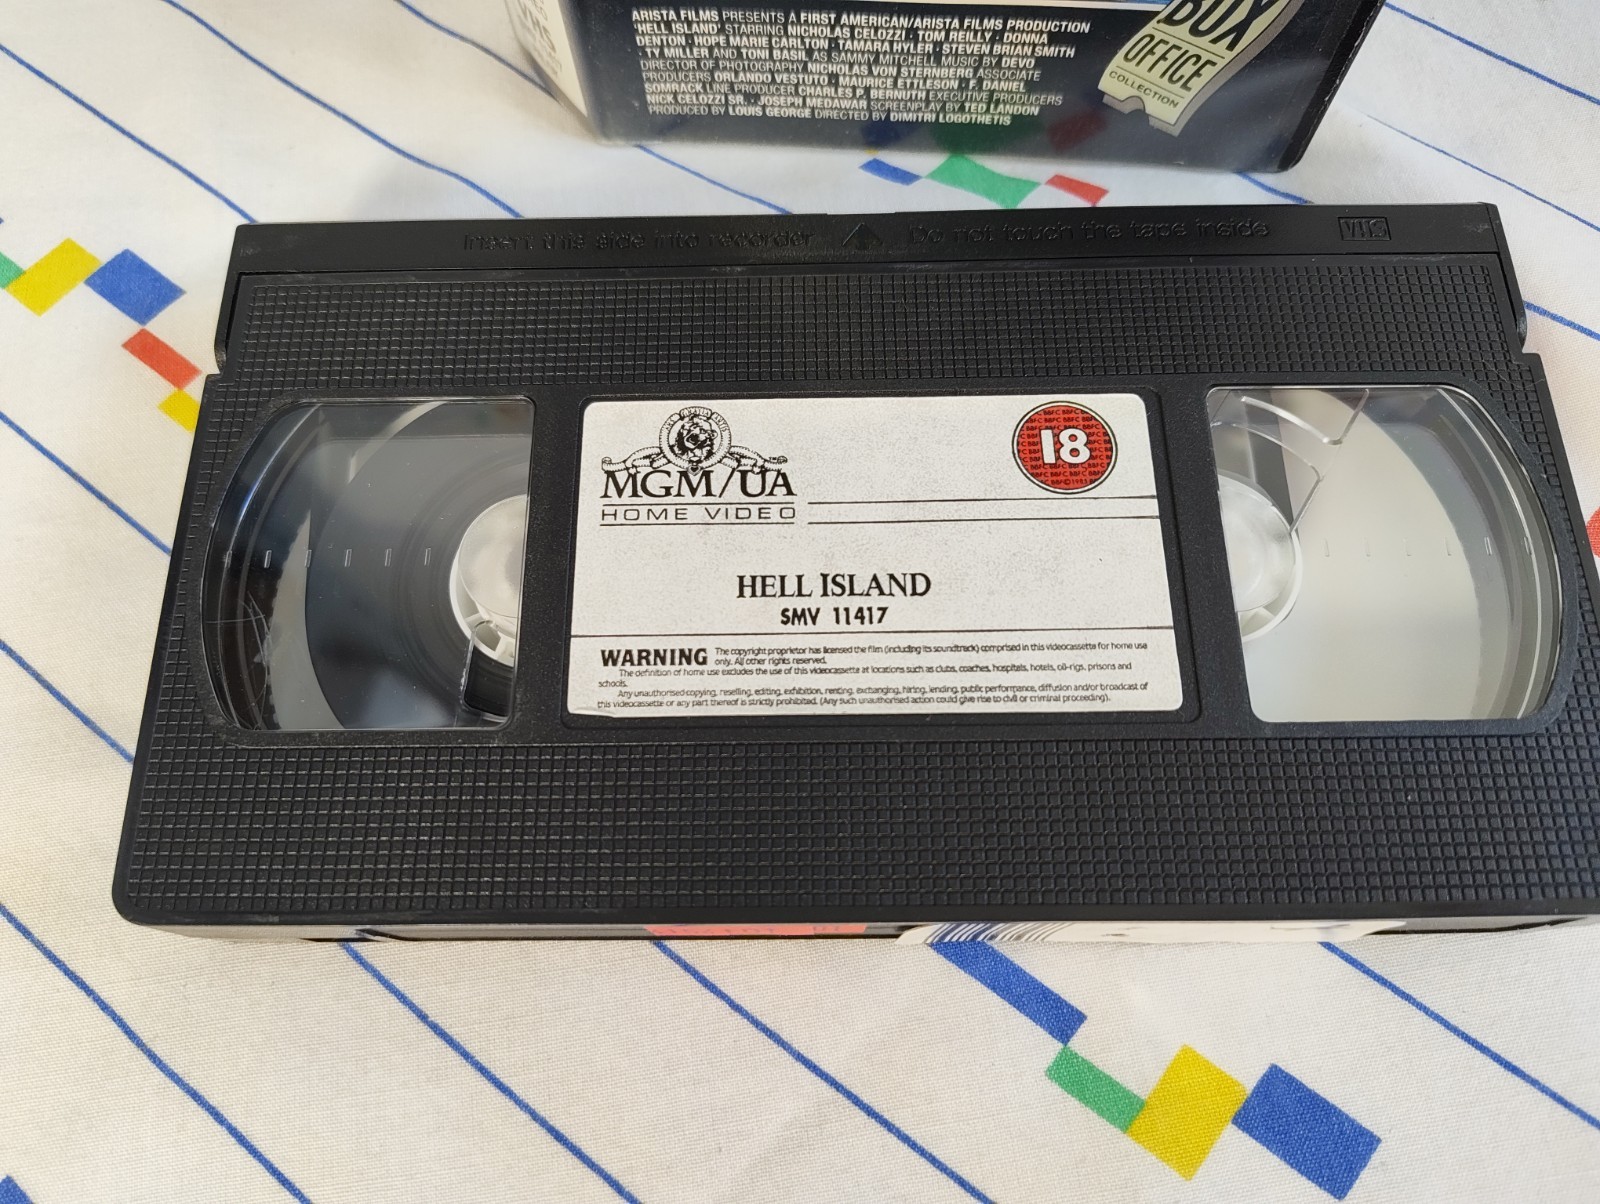 ARISTA FILMS PRESENTS A FIRST AMERICAN/ARISTA FILMS PRODUCTION
'HELL ISLAND' STARRING NICHOLAS CELOZZI · TOM REILLY · DONNA
DENTON · HOPE MARIE CARLTON · TAMARA HYLER · STEVEN BRIAN SMITH
· TY MILLER AND TONI BASIL AS SAMMY MITCHELL MUSIC BY DEVO
DIRECTOR OF PHOTOGRAPHY NICHOLAS VON STERNBERG ASSOCIATE
PRODUCERS ORLANDO VESTUTO · MAURICE ETTLESON · F. DANIEL
SOMRACK LINE PRODUCER CHARLES P. BERNUTH EXECUTIVE PRODUCERS
NICK CELOZZI SR. · JOSEPH MEDAWAR SCREENPLAY BY TED LANDON
PRODUCED BY LOUIS GEORGE DIRECTED BY DIMITRI LOGOTHETIS
BOX
OFFICE
COLLECTION
Insert this side into recorder
Do not touch the tape inside
VHS
MGM/UA
HOME VIDEO
18
HELL ISLAND
SMV 11417
WARNING The copyright proprietor has licensed the film (including its soundtrack) comprised in this videocassette for home use
only. All other rights reserved.
The definition of home use excludes the use of this videocassette at locations such as clubs, coaches, hospitals, hotels, oil-rigs, prisons and
schools.
Any unauthorised copying, reselling, editing, exhibition, renting, exchanging, hiring, lending, public performance, diffusion and/or broadcast of
this videocassette or any part thereof is strictly prohibited. (Any such unauthorised action could give rise to civil or criminal proceeding).